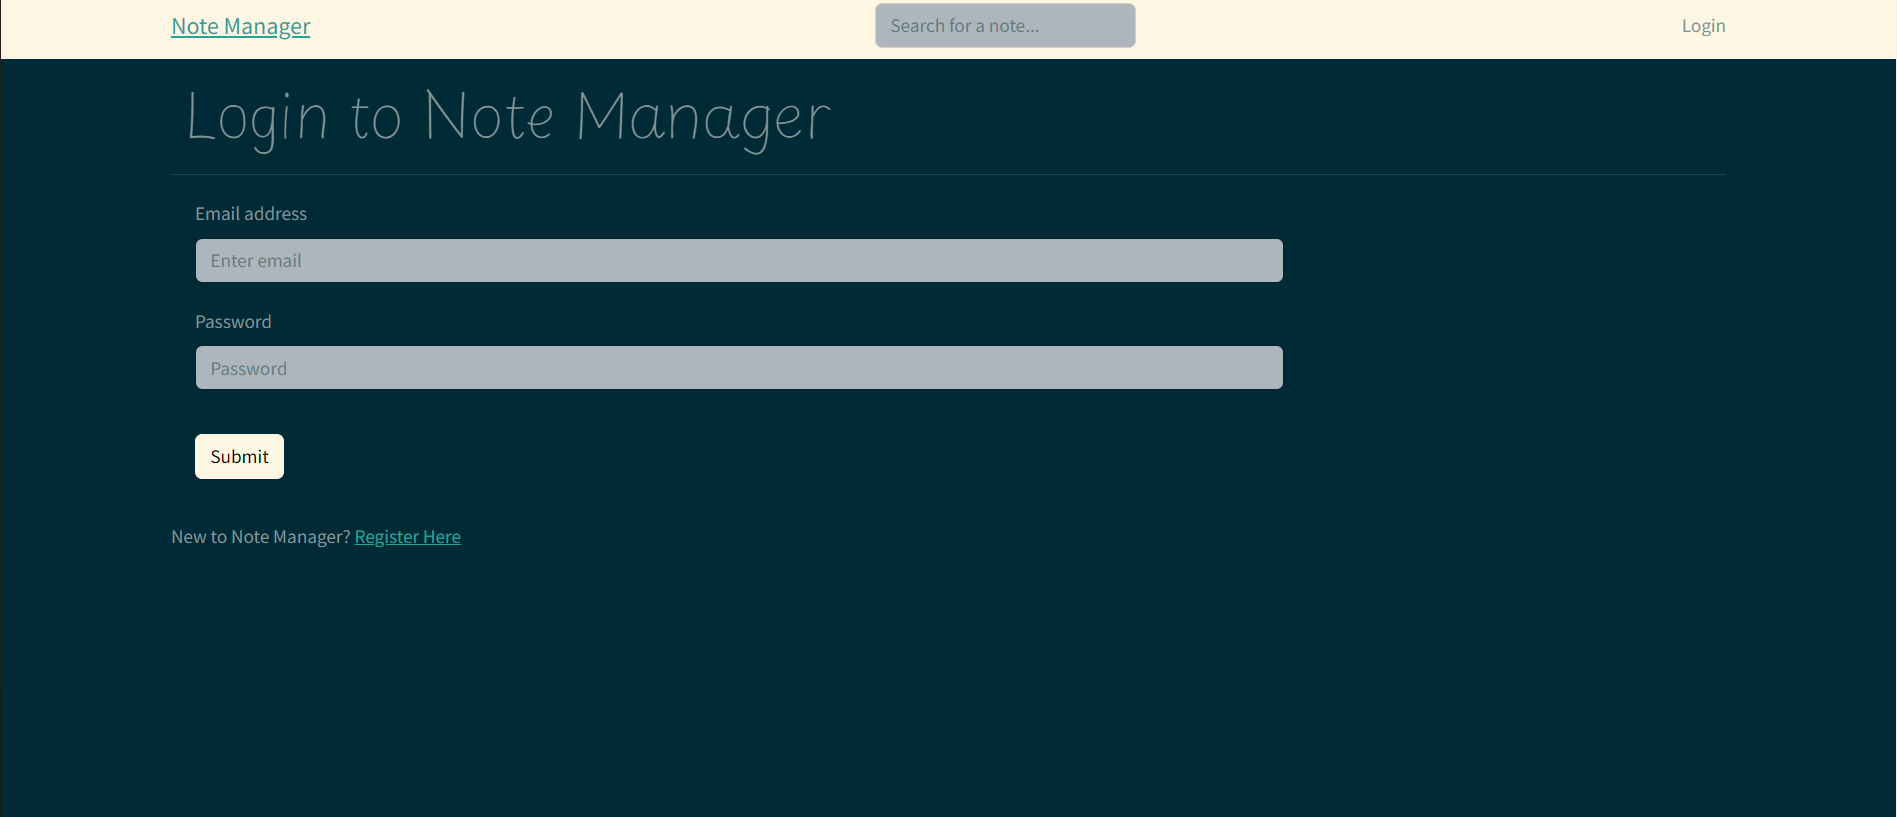 Note Manager Search for a note... Login
Login to Note Manager
Email address
Enter email
Password
Password
Submit
New to Note Manager? Register Here